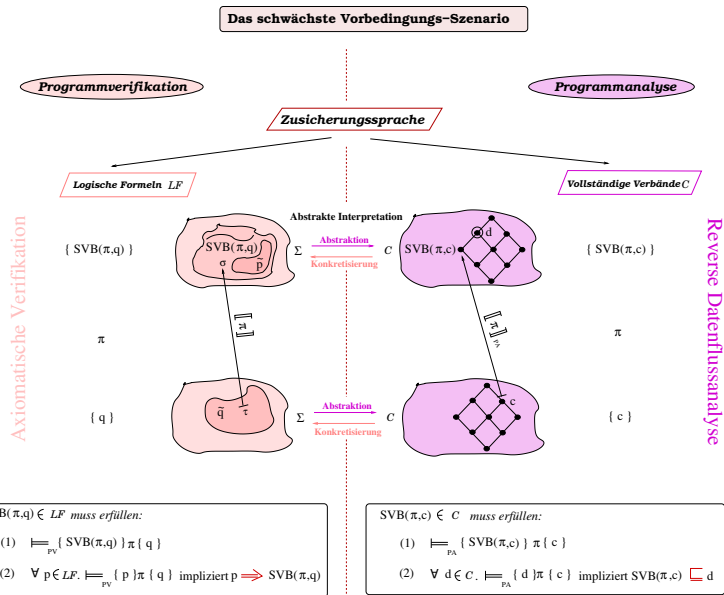 Das schwächste Vorbedingungs−Szenario
Programmverifikation
Programmanalyse
Zusicherungssprache
Logische Formeln LF
Vollständige Verbände C
Abstrakte Interpretation
{ SVB(π,q) }
SVB(π,q)
σ
p̃
Σ
Abstraktion
Konkretisierung
C
SVB(π,c)
d
{ SVB(π,c) }
Axiomatische Verifikation
π
[[ π ]]
[[ π ]] PA
π
Reverse Datenflussanalyse
{ q }
q̃
τ
Σ
Abstraktion
Konkretisierung
C
c
{ c }
B(π,q) ∈ LF muss erfüllen:
(1) ⊨PV { SVB(π,q) } π { q }
(2) ∀ p ∈ LF. ⊨PV { p } π { q } impliziert p ⇒ SVB(π,q)
SVB(π,c) ∈ C muss erfüllen:
(1) ⊨PA { SVB(π,c) } π { c }
(2) ∀ d ∈ C. ⊨PA { d } π { c } impliziert SVB(π,c) ⊑ d